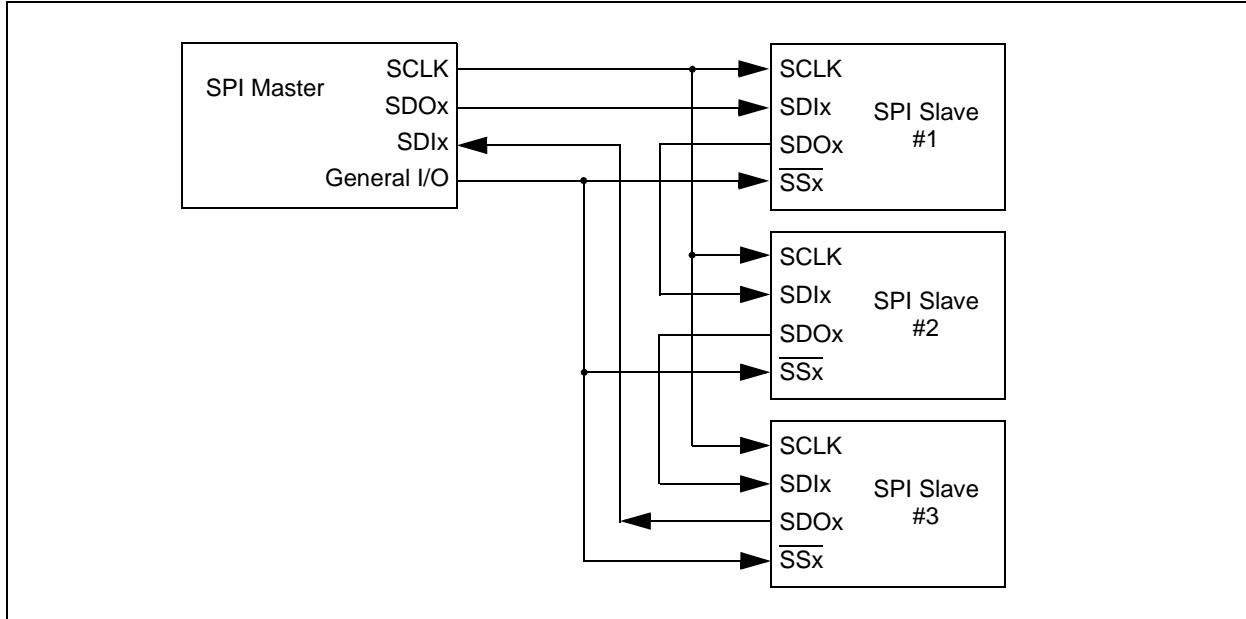 SPI Master
SCLK
SDOx
SDIx
General I/O
SCLK
SDIx
SDOx
SSx
SPI Slave
#1
SCLK
SDIx
SDOx
SSx
SPI Slave
#2
SCLK
SDIx
SDOx
SSx
SPI Slave
#3